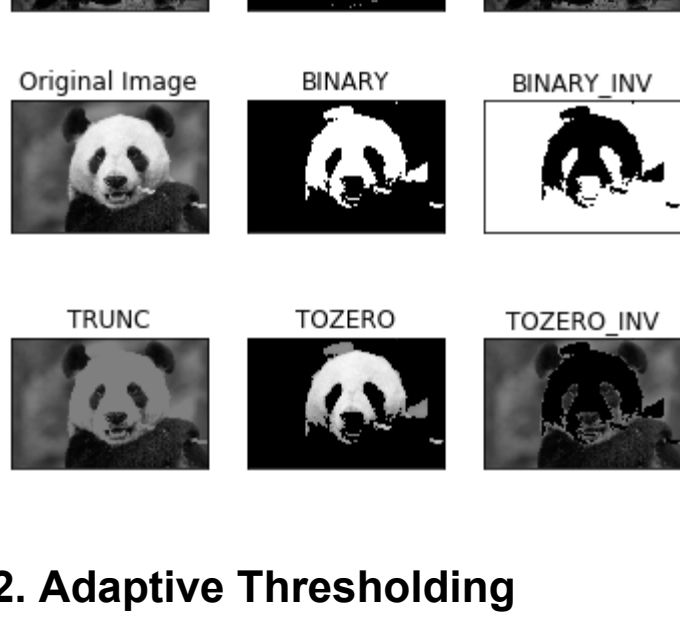 Original Image BINARY BINARY_INV
TRUNC TOZERO TOZERO_INV
2. Adaptive Thresholding